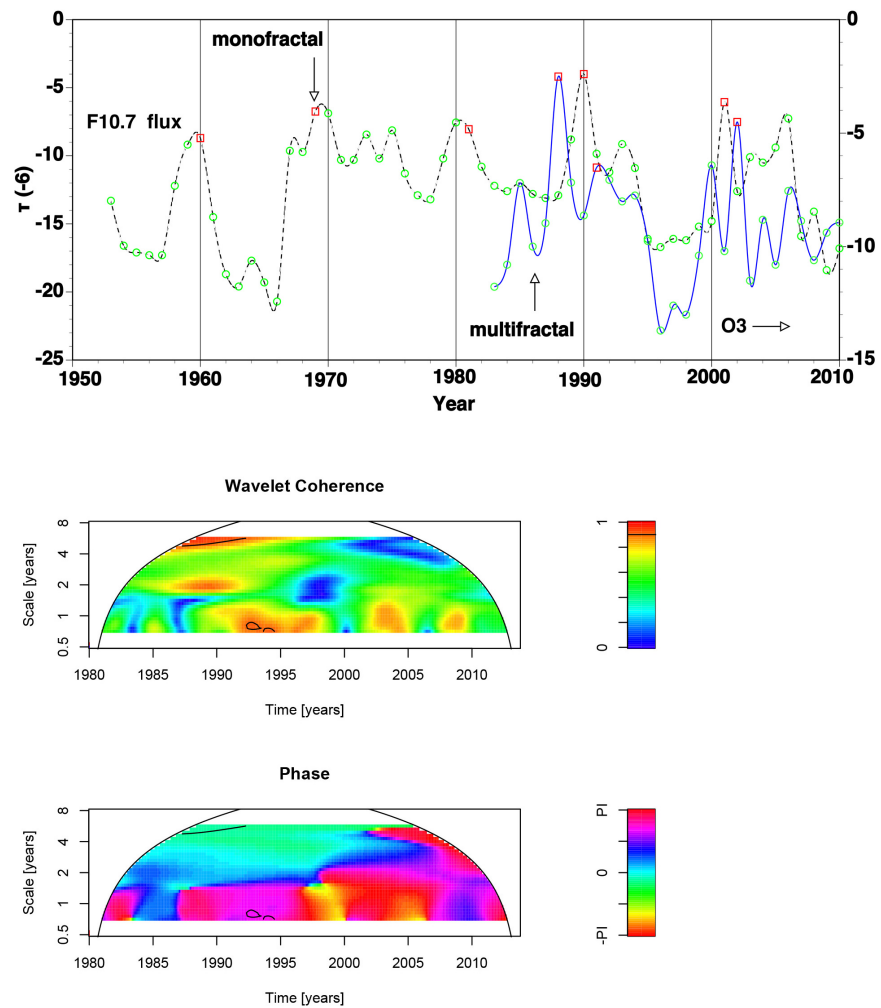 0 0
monofractal
-5
F10.7 flux -5
-10
τ (-6)
-15
-10
-20
multifractal
O3
-25 -15
1950 1960 1970 1980 1990 2000 2010
Year
Wavelet Coherence
8
4
2
1
0.5
Scale [years]
1
0
1980 1985 1990 1995 2000 2005 2010
Time [years]
Phase
8
4
2
1
0.5
Scale [years]
PI
0
-PI
1980 1985 1990 1995 2000 2005 2010
Time [years]